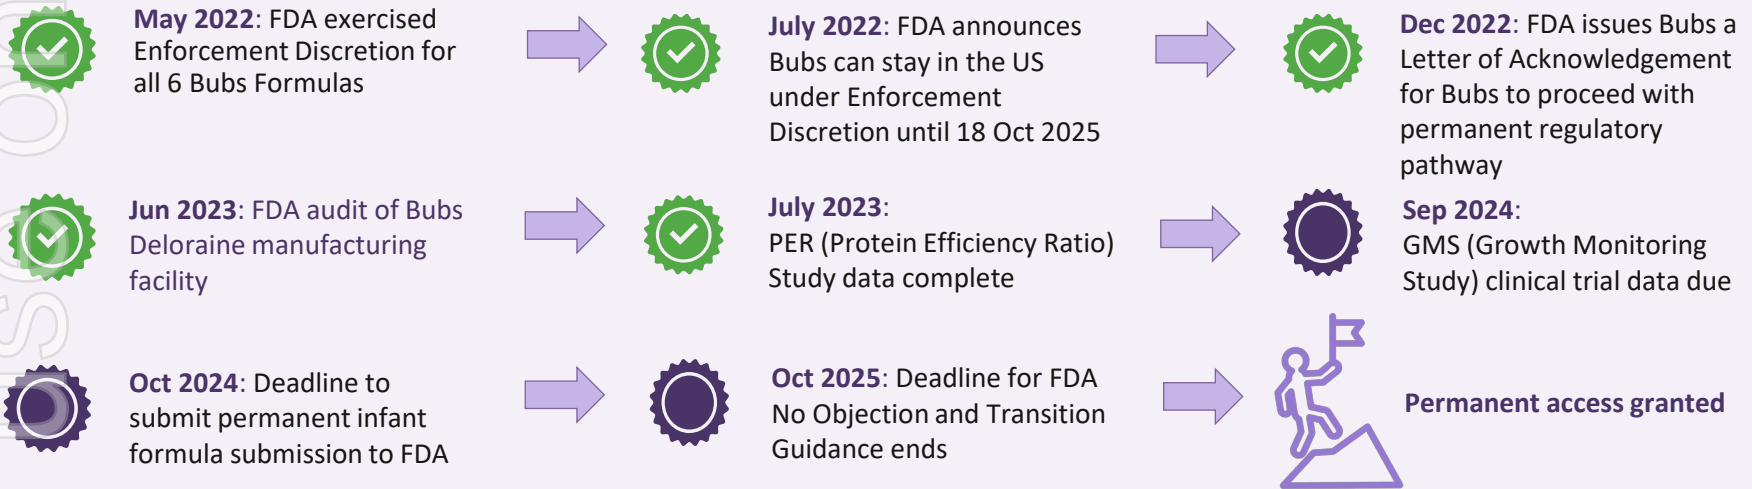 May 2022: FDA exercised
Enforcement Discretion for
all 6 Bubs Formulas
July 2022: FDA announces
Bubs can stay in the US
under Enforcement
Discretion until 18 Oct 2025
Dec 2022: FDA issues Bubs a
Letter of Acknowledgement
for Bubs to proceed with
permanent regulatory
pathway
Jun 2023: FDA audit of Bubs
Deloraine manufacturing
facility
July 2023:
PER (Protein Efficiency Ratio)
Study data complete
Sep 2024:
GMS (Growth Monitoring
Study) clinical trial data due
Oct 2024: Deadline to
submit permanent infant
formula submission to FDA
Oct 2025: Deadline for FDA
No Objection and Transition
Guidance ends
Permanent access granted